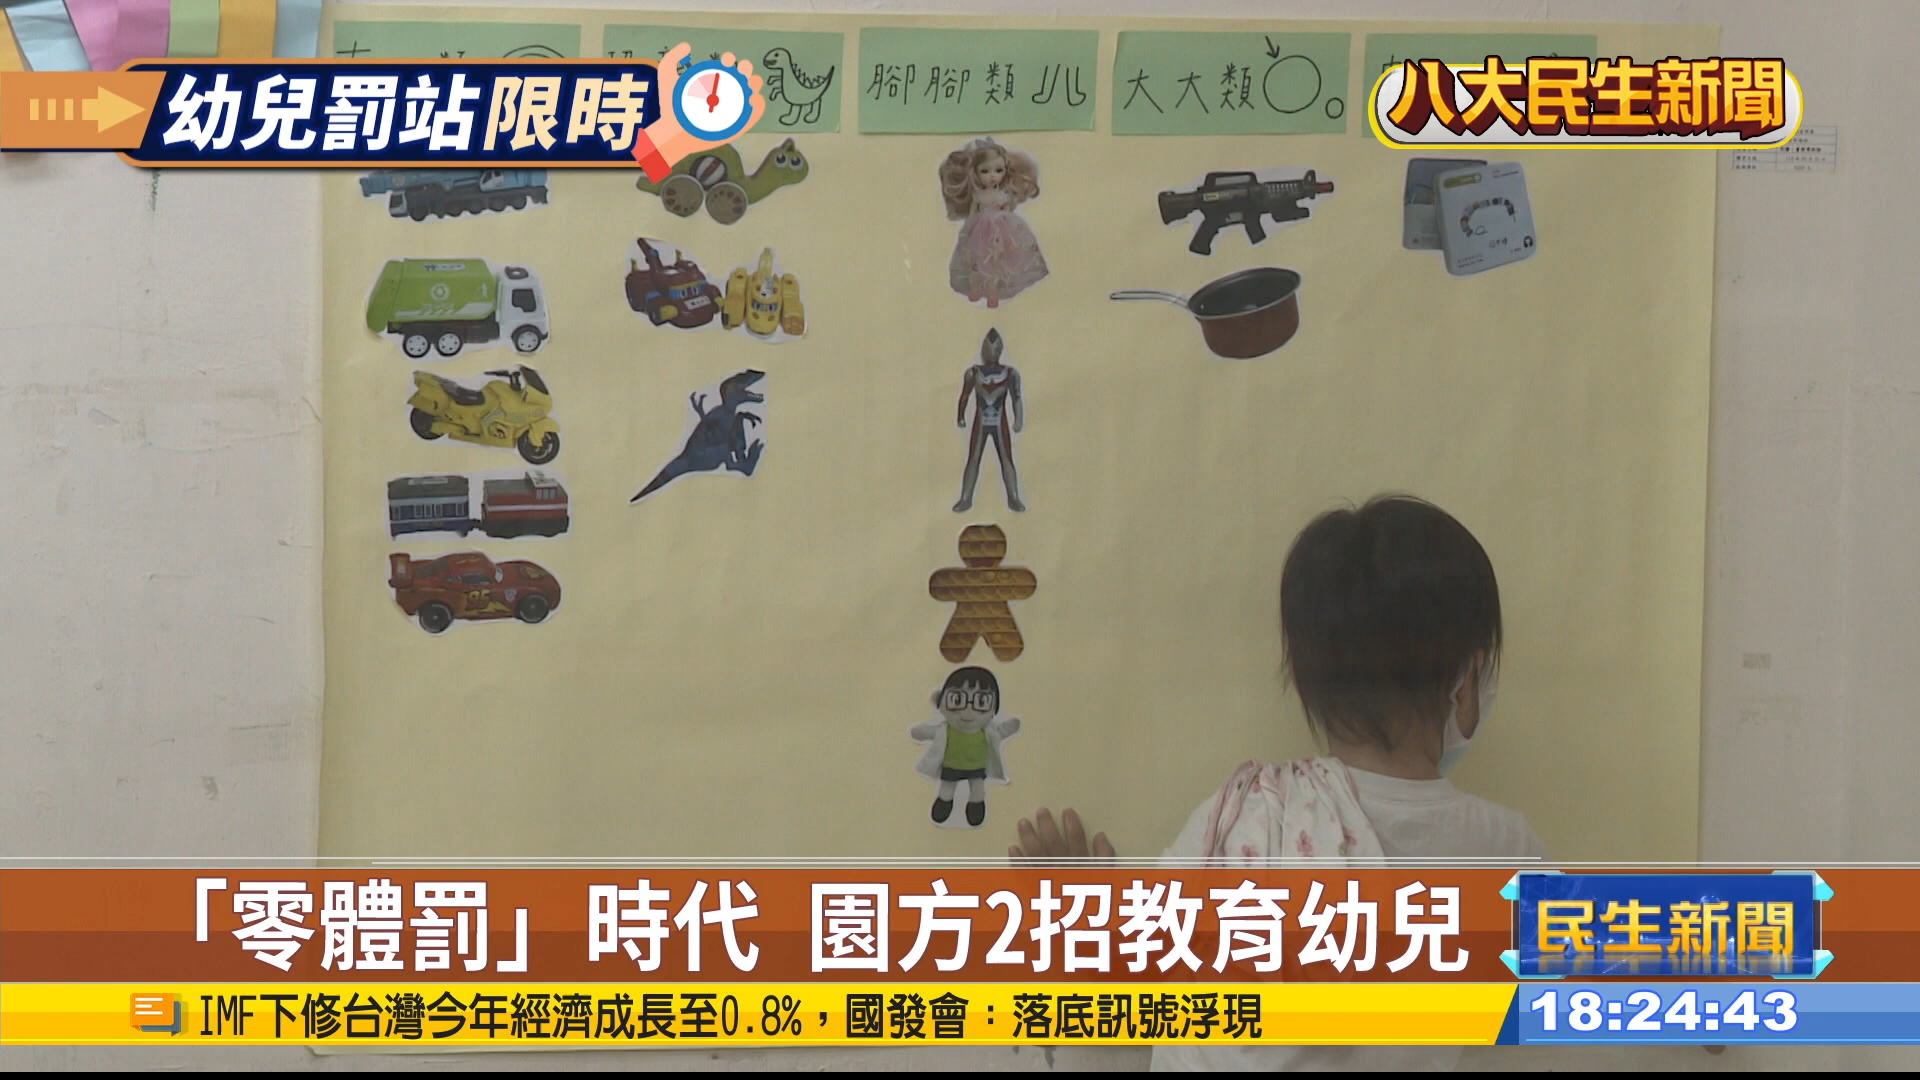 幼兒罰站限時
八大民生新聞
腳腳類
大大類
95
「零體罰」時代 園方2招教育幼兒
民生新聞
IMF下修台灣今年經濟成長至0.8%，國發會：落底訊號浮現
18:24:43